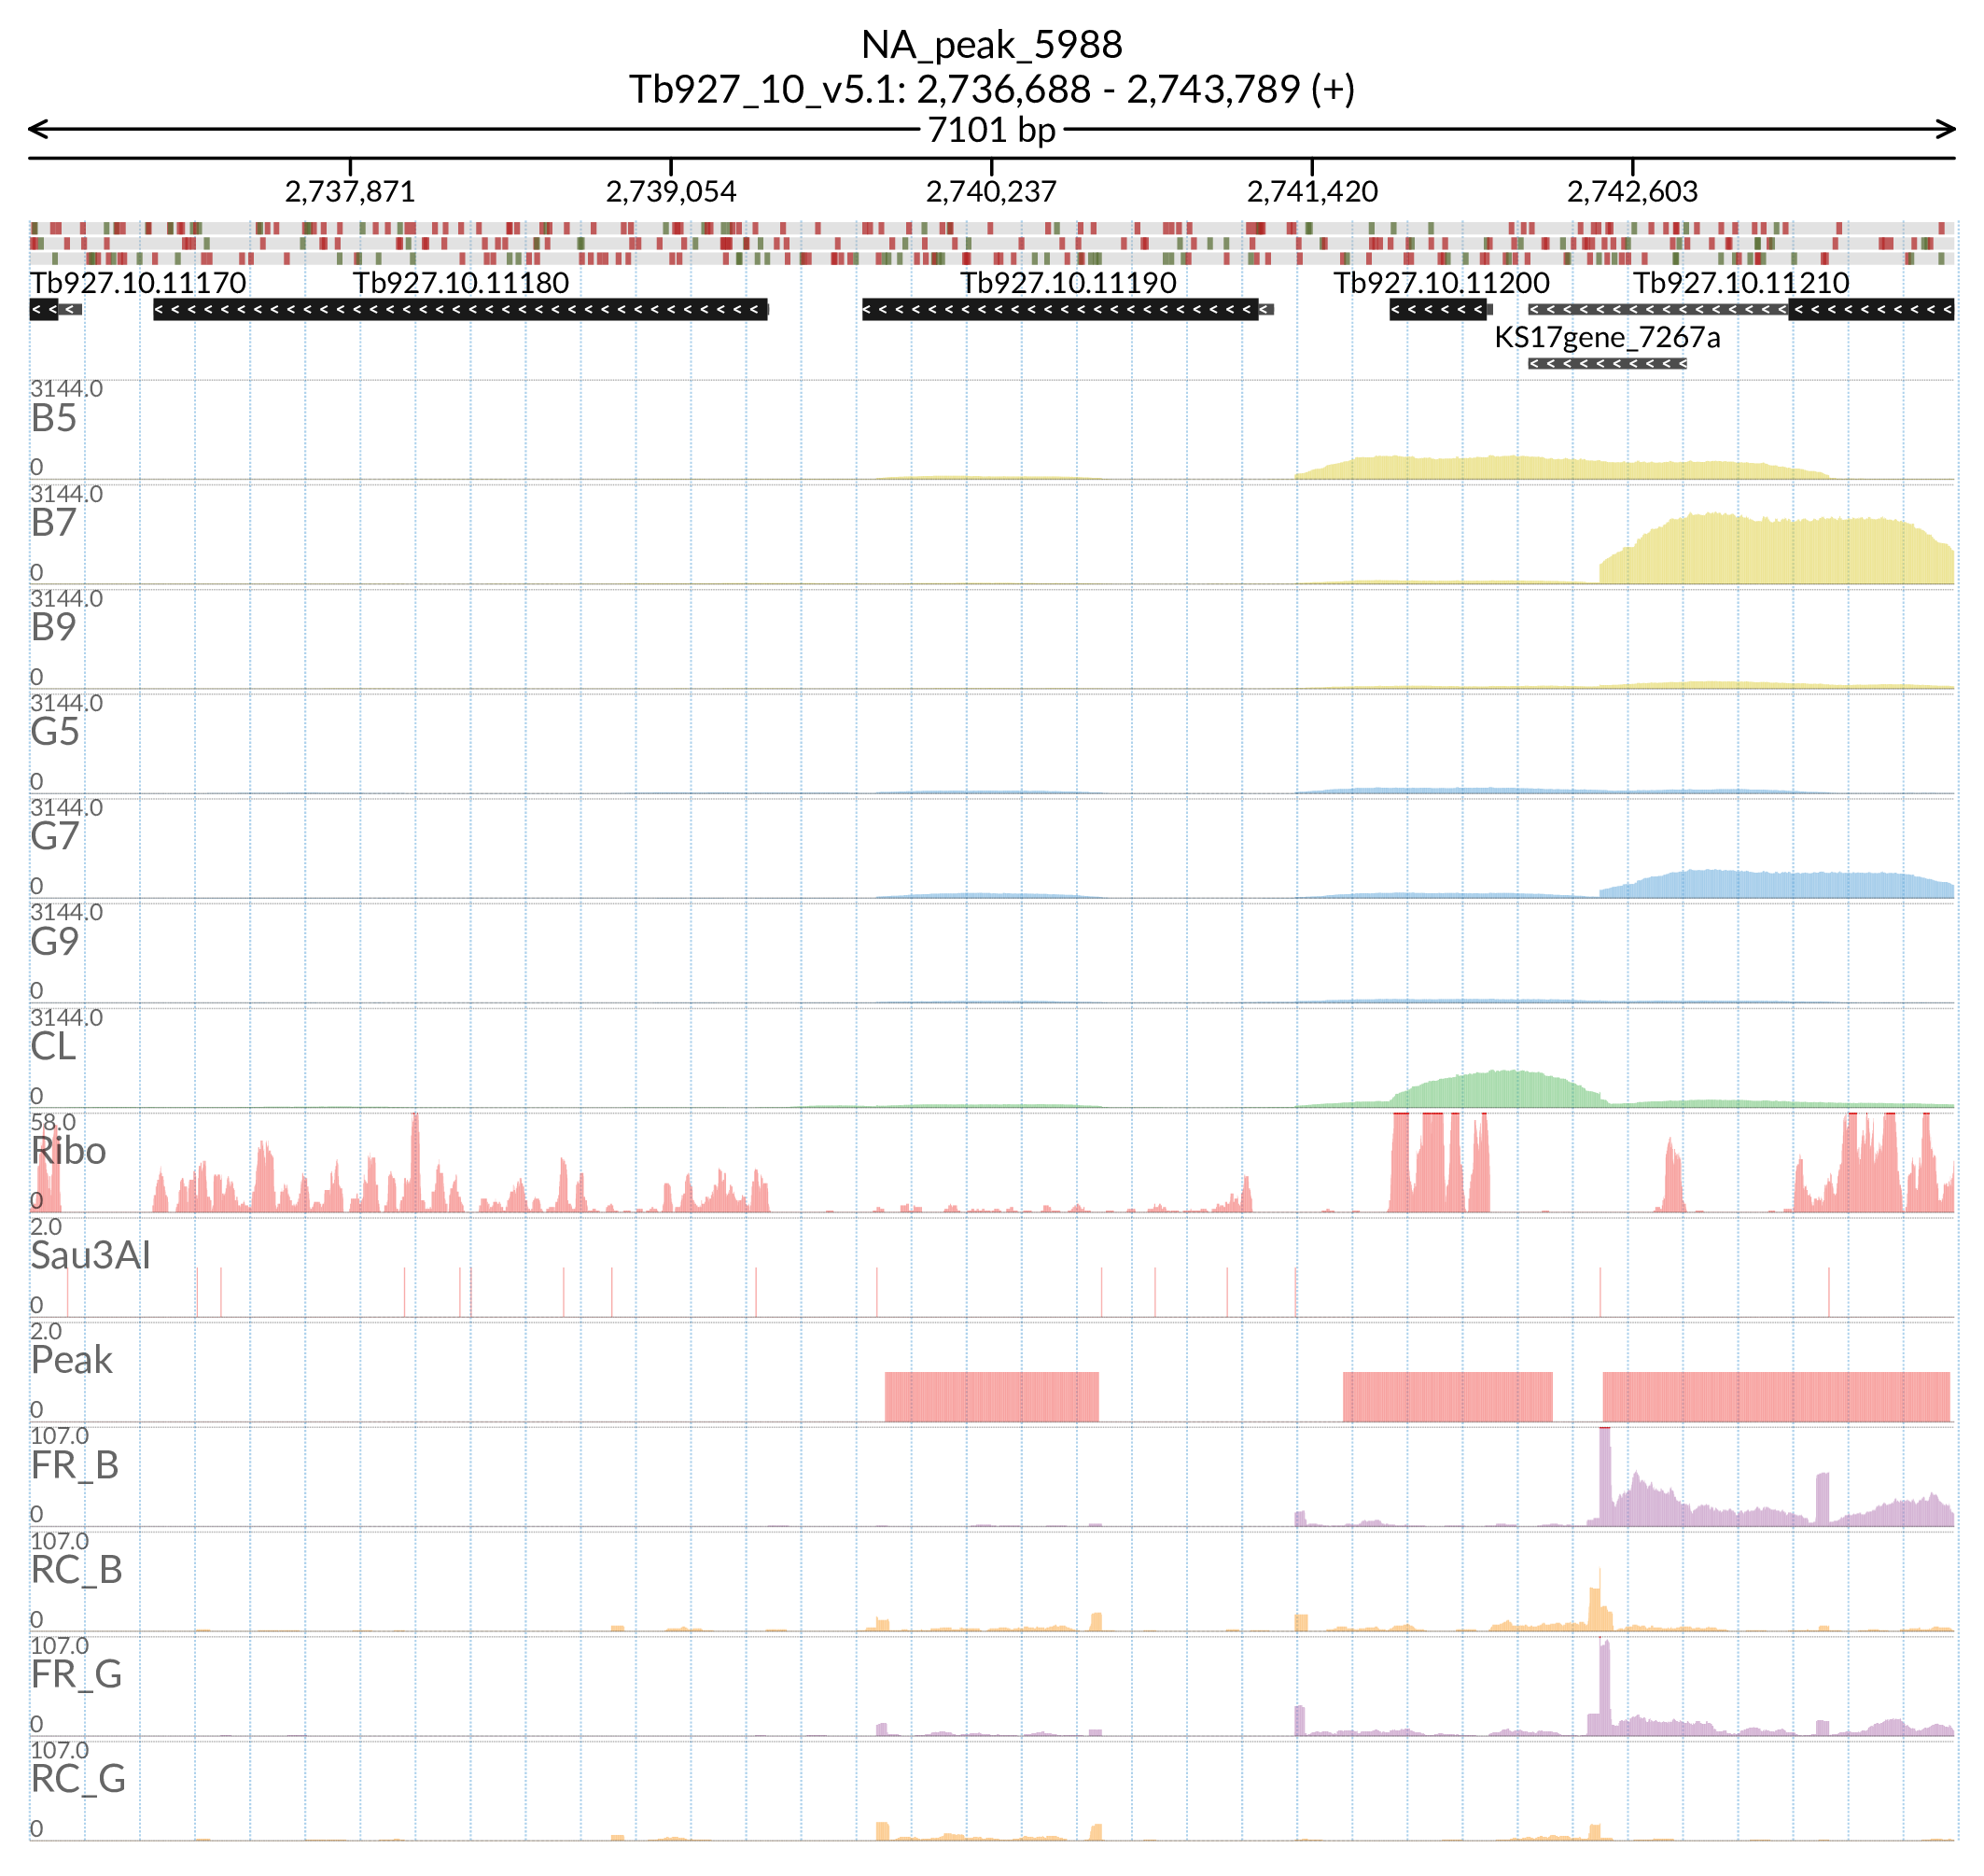 NA_peak_5988
Tb927_10_v5.1: 2,736,688 - 2,743,789 (+)
7101 bp
2,737,871 2,739,054 2,740,237 2,741,420 2,742,603
Tb927.10.11170 Tb927.10.11180 Tb927.10.11190 Tb927.10.11200 Tb927.10.11210
KS17gene_7267a
3144.0
B5
0
3144.0
B7
0
3144.0
B9
0
3144.0
G5
0
3144.0
G7
0
3144.0
G9
0
3144.0
CL
0
58.0
Ribo
0
2.0
Sau3AI
0
2.0
Peak
0
107.0
FR_B
0
107.0
RC_B
0
107.0
FR_G
0
107.0
RC_G
0